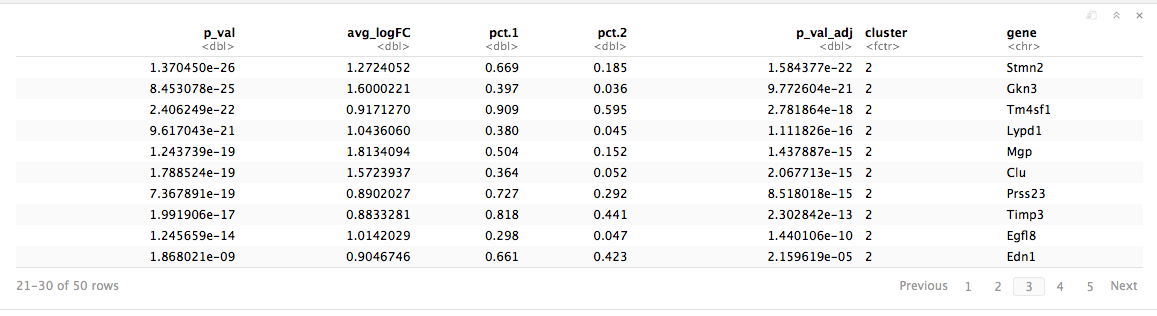 p_val avg_logFC pct.1 pct.2 p_val_adj cluster gene
<dbl> <dbl> <dbl> <dbl> <dbl> <fctr> <chr>
1.370450e-26 1.2724052 0.669 0.185 1.584377e-22 2 Stmn2
8.453078e-25 1.6000221 0.397 0.036 9.772604e-21 2 Gkn3
2.406249e-22 0.9171270 0.909 0.595 2.781864e-18 2 Tm4sf1
9.617043e-21 1.0436060 0.380 0.045 1.111826e-16 2 Lypd1
1.243739e-19 1.8134094 0.504 0.152 1.437887e-15 2 Mgp
1.788524e-19 1.5723937 0.364 0.052 2.067713e-15 2 Clu
7.367891e-19 0.8902027 0.727 0.292 8.518018e-15 2 Prss23
1.991906e-17 0.8833281 0.818 0.441 2.302842e-13 2 Timp3
1.245659e-14 1.0142029 0.298 0.047 1.440106e-10 2 Egfl8
1.868021e-09 0.9046746 0.661 0.423 2.159619e-05 2 Edn1
21-30 of 50 rows Previous 1 2 3 4 5 Next